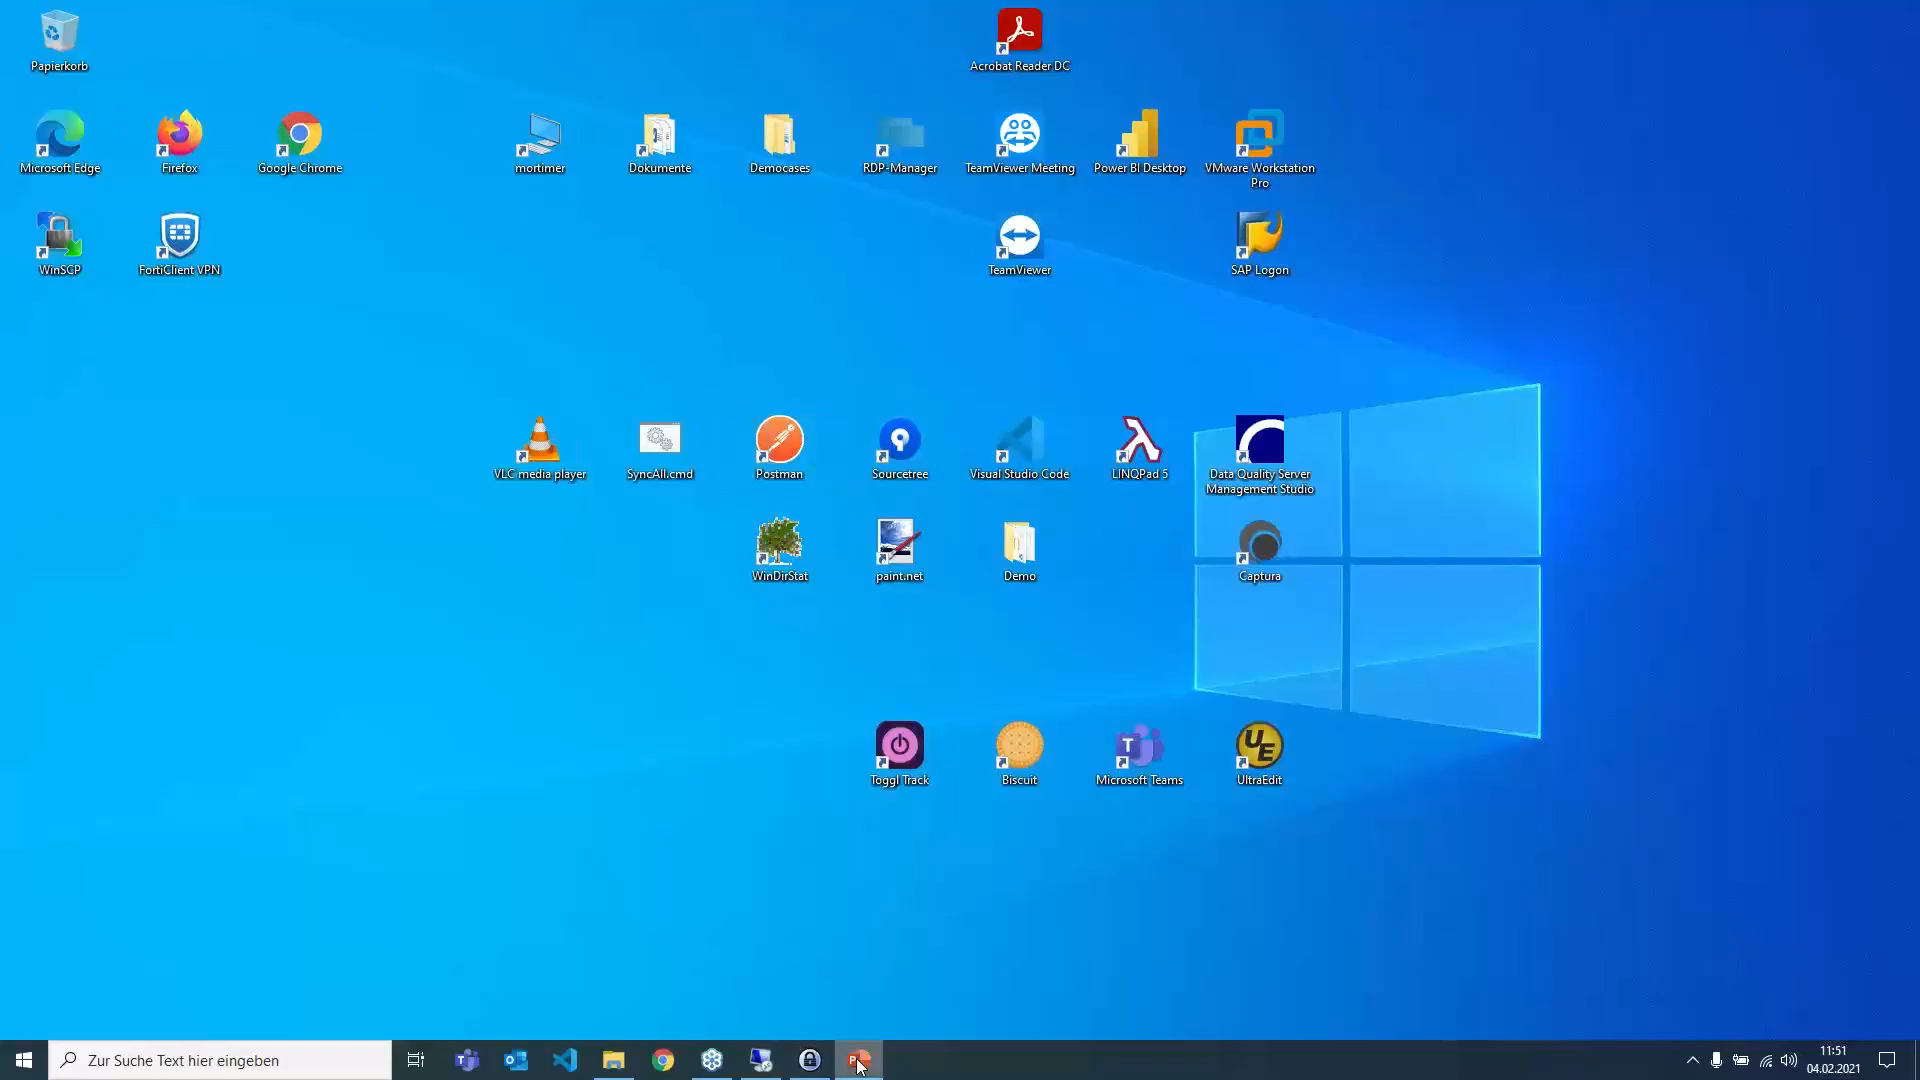 Papierkorb
Acrobat Reader DC
Microsoft Edge
Firefox
Google Chrome
mortimer
Dokumente
Democases
RDP-Manager
TeamViewer Meeting
Power BI Desktop
VMware Workstation
Pro
WinSCP
FortiClient VPN
TeamViewer
SAP Logon
VLC media player
SyncAll.cmd
Postman
Sourcetree
Visual Studio Code
LINQPad 5
Data Quality Server
Management Studio
WinDirStat
paint.net
Demo
Captura
Toggl Track
Biscuit
Microsoft Teams
UltraEdit
Zur Suche Text hier eingeben
11:51
04.02.2021